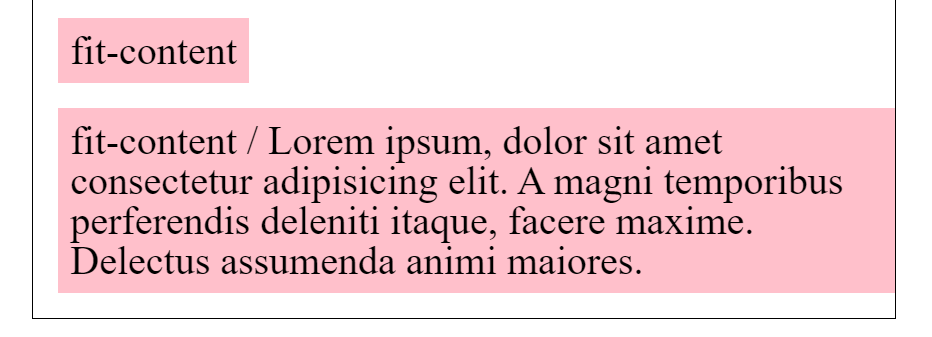 fit-content
fit-content / Lorem ipsum, dolor sit amet
consectetur adipisicing elit. A magni temporibus
perferendis deleniti itaque, facere maxime.
Delectus assumenda animi maiores.